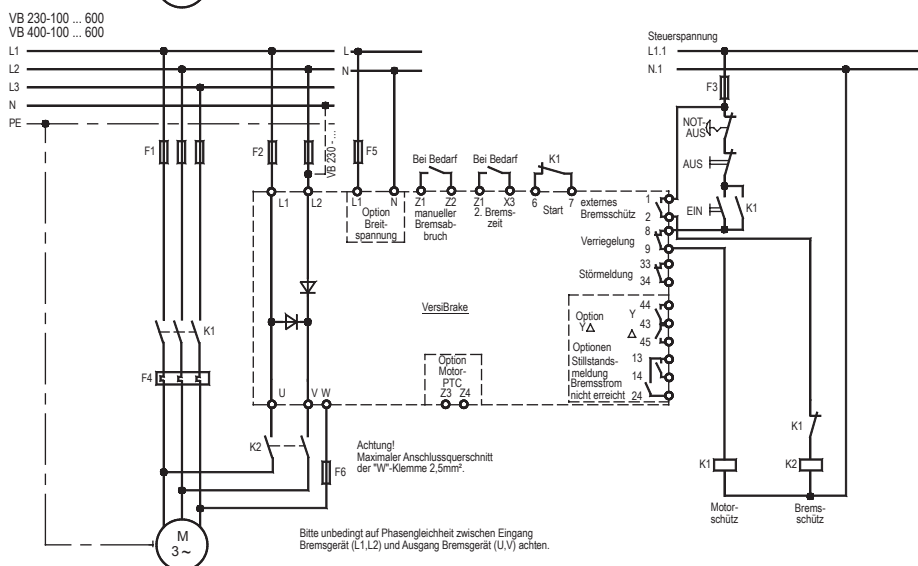 VB 230-100 ... 600
VB 400-100 ... 600
L1
L2
L3
N
PE
L
N
Steuerspannung
L1.1
N.1
F1
F2
VB 230 - ...
F5
F3
NOT-
AUS
AUS
EIN
K1
Bei Bedarf
Bei Bedarf
K1
L1
L2
L1
N
Option
Breit-
spannung
Z1
Z2
manueller
Bremsab-
bruch
Z1
X3
2. Brems-
zeit
6
7
Start
externes
Bremsschütz
1
2
8
Verriegelung
9
33
Störmeldung
34
VersiBrake
Option
Y Δ
44
Y
43
Δ
45
Optionen
Stillstands-
meldung
Bremsstrom
nicht erreicht
13
14
24
Option
Motor-
PTC
Z3
Z4
K1
F4
U
V
W
K2
F6
Achtung!
Maximaler Anschlussquerschnitt
der "W"-Klemme 2,5mm².
K1
K1
K2
Motor-
schütz
Brems-
schütz
M
3 ~
Bitte unbedingt auf Phasengleichheit zwischen Eingang
Bremsgerät (L1,L2) und Ausgang Bremsgerät (U,V) achten.